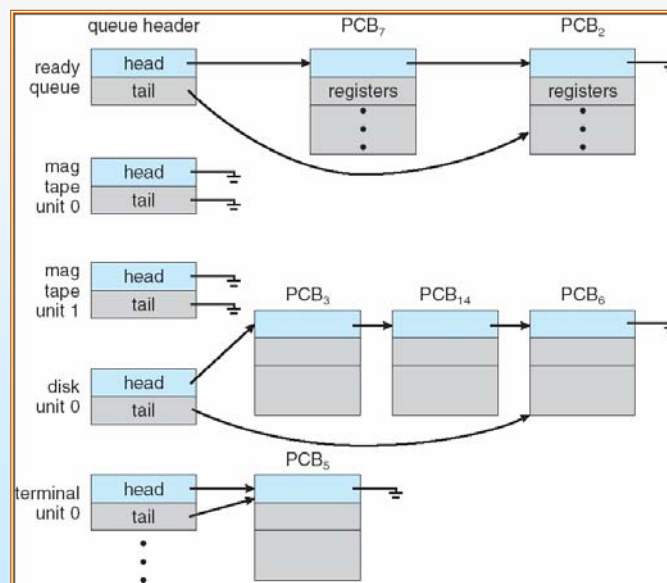 queue header PCB₇ PCB₂
ready queue
head
tail
registers
registers
mag tape unit 0
head
tail
mag tape unit 1
head
tail
PCB₃ PCB₁₄ PCB₆
disk unit 0
head
tail
PCB₅
terminal unit 0
head
tail